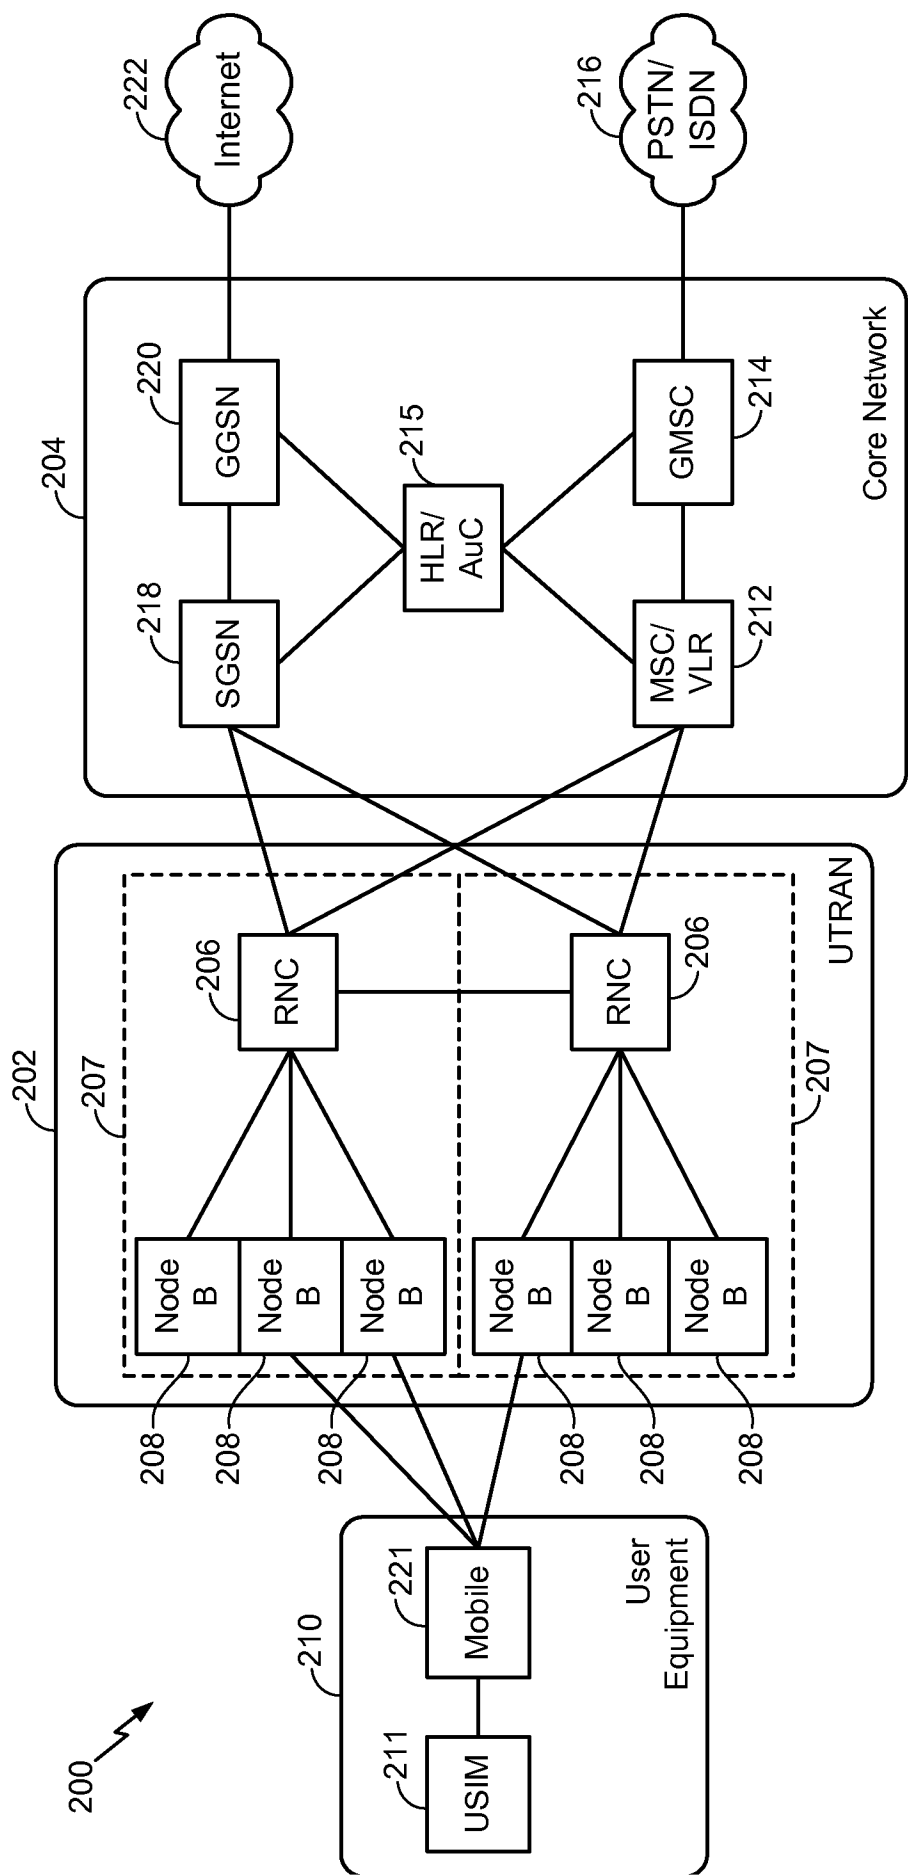 200
210
211
USIM
221
Mobile
User
Equipment
202
207
208
Node
B
208
Node
B
208
Node
B
206
RNC
208
Node
B
208
Node
B
208
Node
B
206
RNC
207
UTRAN
204
218
SGSN
220
GGSN
215
HLR/
AuC
MSC/
VLR
212
GMSC
214
Core Network
222
Internet
216
PSTN/
ISDN